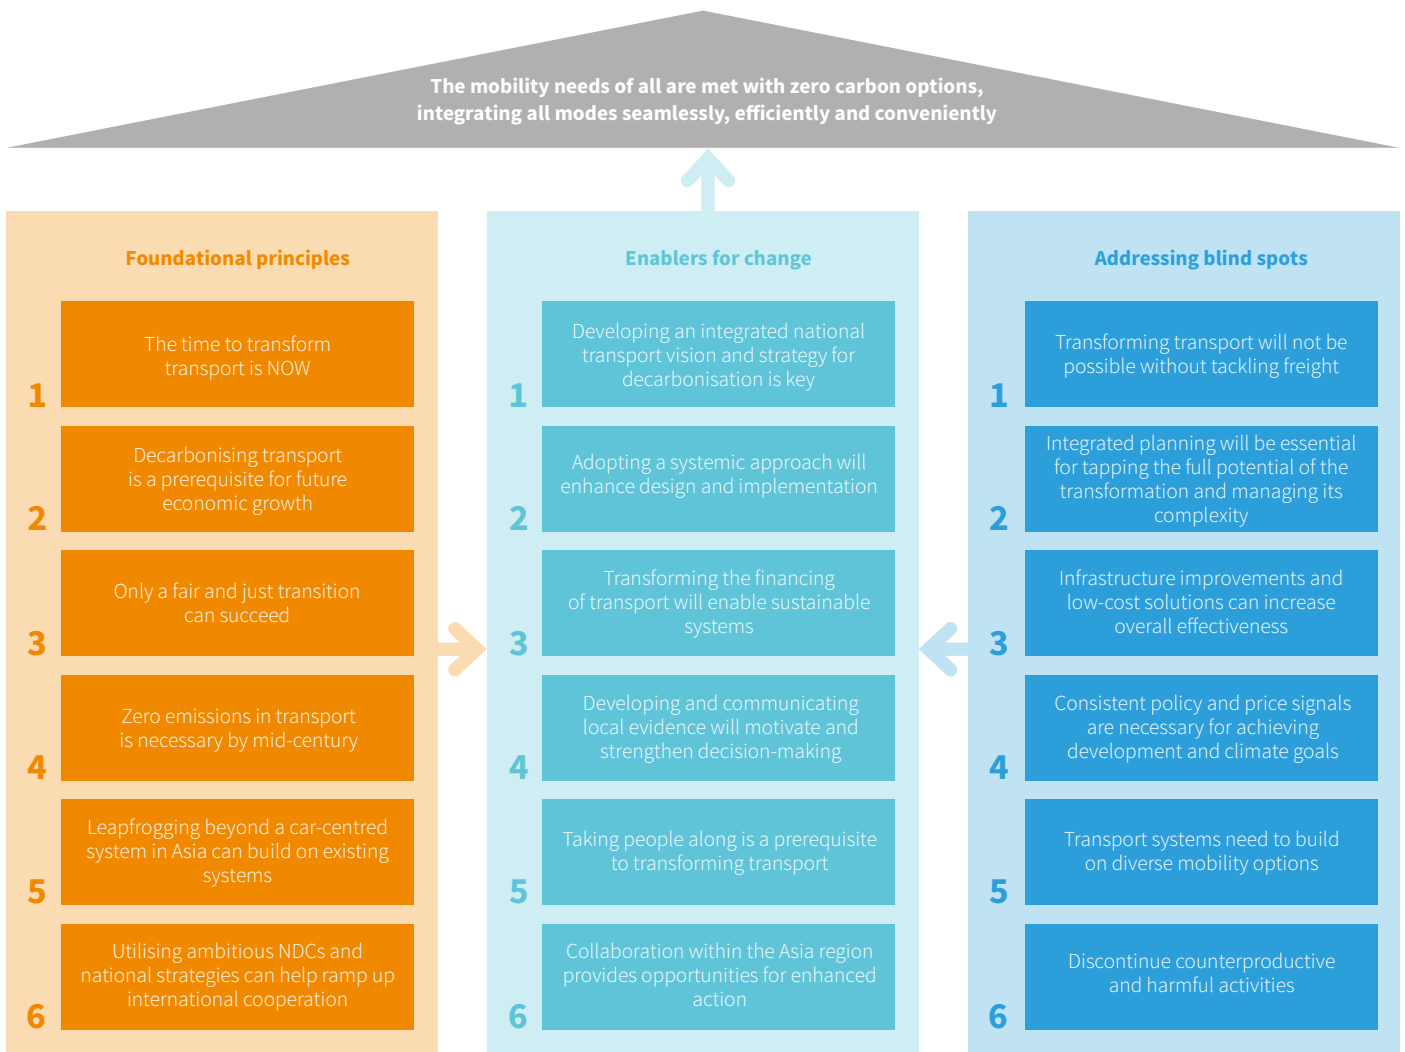 The mobility needs of all are met with zero carbon options,
integrating all modes seamlessly, efficiently and conveniently
Foundational principles
1
The time to transform
transport is NOW
2
Decarbonising transport
is a prerequisite for future
economic growth
3
Only a fair and just transition
can succeed
4
Zero emissions in transport
is necessary by mid-century
5
Leapfrogging beyond a car-centred
system in Asia can build on existing
systems
6
Utilising ambitious NDCs and
national strategies can help ramp up
international cooperation
Enablers for change
1
Developing an integrated national
transport vision and strategy for
decarbonisation is key
2
Adopting a systemic approach will
enhance design and implementation
3
Transforming the financing
of transport will enable sustainable
systems
4
Developing and communicating
local evidence will motivate and
strengthen decision-making
5
Taking people along is a prerequisite
to transforming transport
6
Collaboration within the Asia region
provides opportunities for enhanced
action
Addressing blind spots
1
Transforming transport will not be
possible without tackling freight
2
Integrated planning will be essential
for tapping the full potential of the
transformation and managing its
complexity
3
Infrastructure improvements and
low-cost solutions can increase
overall effectiveness
4
Consistent policy and price signals
are necessary for achieving
development and climate goals
5
Transport systems need to build
on diverse mobility options
6
Discontinue counterproductive
and harmful activities